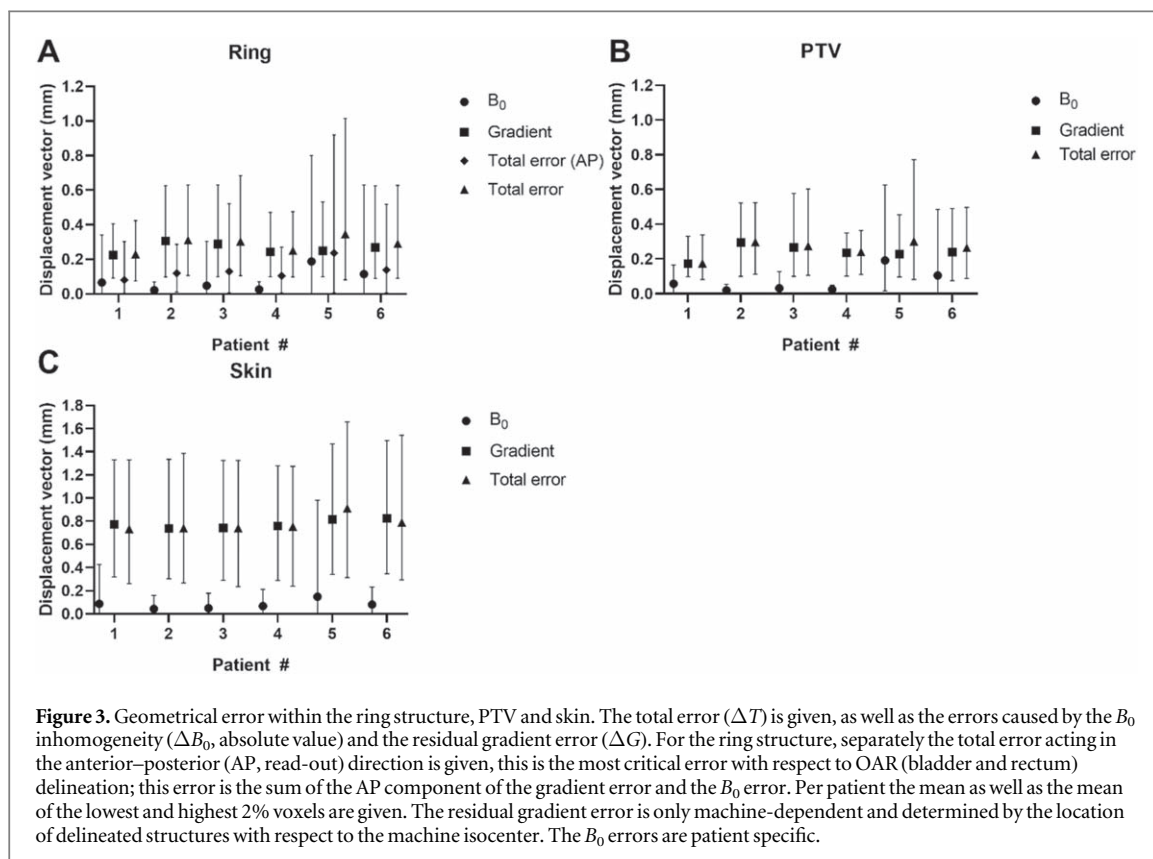 A
Ring
Displacement vector (mm)
1.2
1.0
0.8
0.6
0.4
0.2
0.0
1 2 3 4 5 6
Patient #
B₀
Gradient
Total error (AP)
Total error
B
PTV
Displacement vector (mm)
1.2
1.0
0.8
0.6
0.4
0.2
0.0
1 2 3 4 5 6
Patient #
B₀
Gradient
Total error
C
Skin
Displacement vector (mm)
1.8
1.6
1.4
1.2
1.0
0.8
0.6
0.4
0.2
0.0
1 2 3 4 5 6
Patient #
B₀
Gradient
Total error
Figure 3. Geometrical error within the ring structure, PTV and skin. The total error (ΔT) is given, as well as the errors caused by the B₀
inhomogeneity (ΔB₀, absolute value) and the residual gradient error (ΔG). For the ring structure, separately the total error acting in
the anterior–posterior (AP, read-out) direction is given, this is the most critical error with respect to OAR (bladder and rectum)
delineation; this error is the sum of the AP component of the gradient error and the B₀ error. Per patient the mean as well as the mean
of the lowest and highest 2% voxels are given. The residual gradient error is only machine-dependent and determined by the location
of delineated structures with respect to the machine isocenter. The B₀ errors are patient specific.